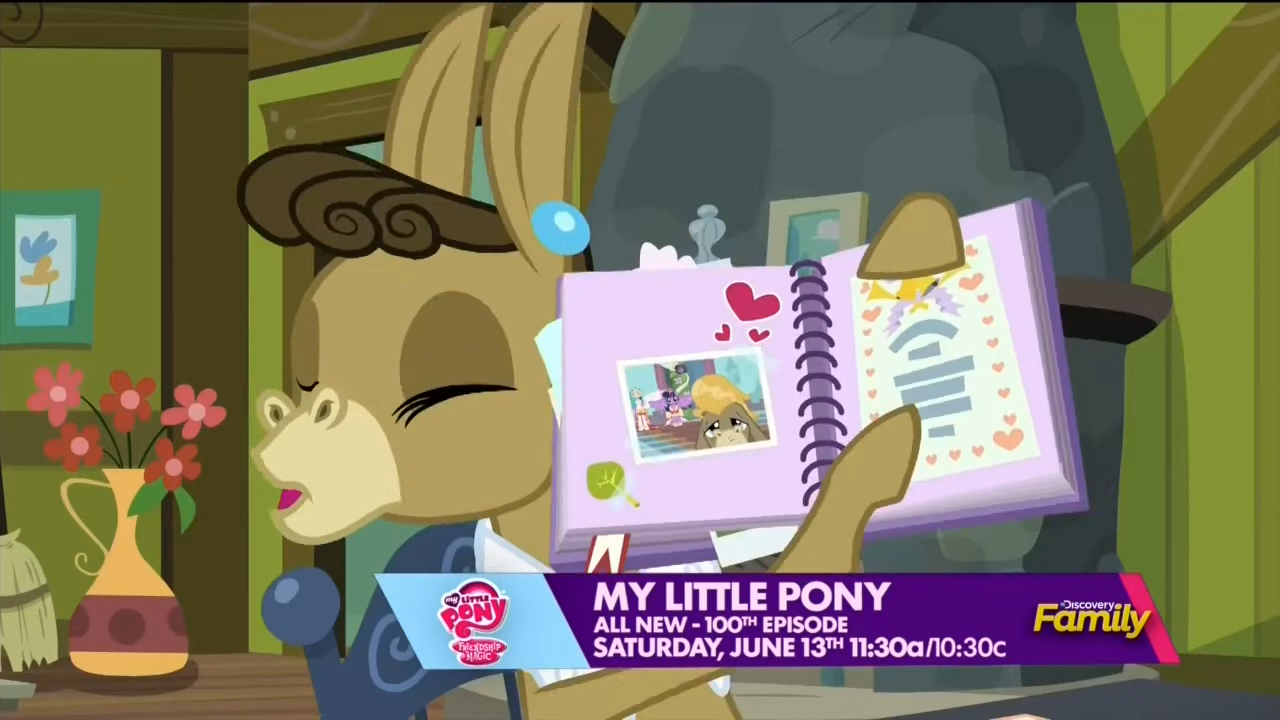 MY LITTLE PONY
FRIENDSHIP IS MAGIC
MY LITTLE PONY
ALL NEW - 100TH EPISODE
SATURDAY, JUNE 13TH 11:30a/10:30c
Discovery
Family